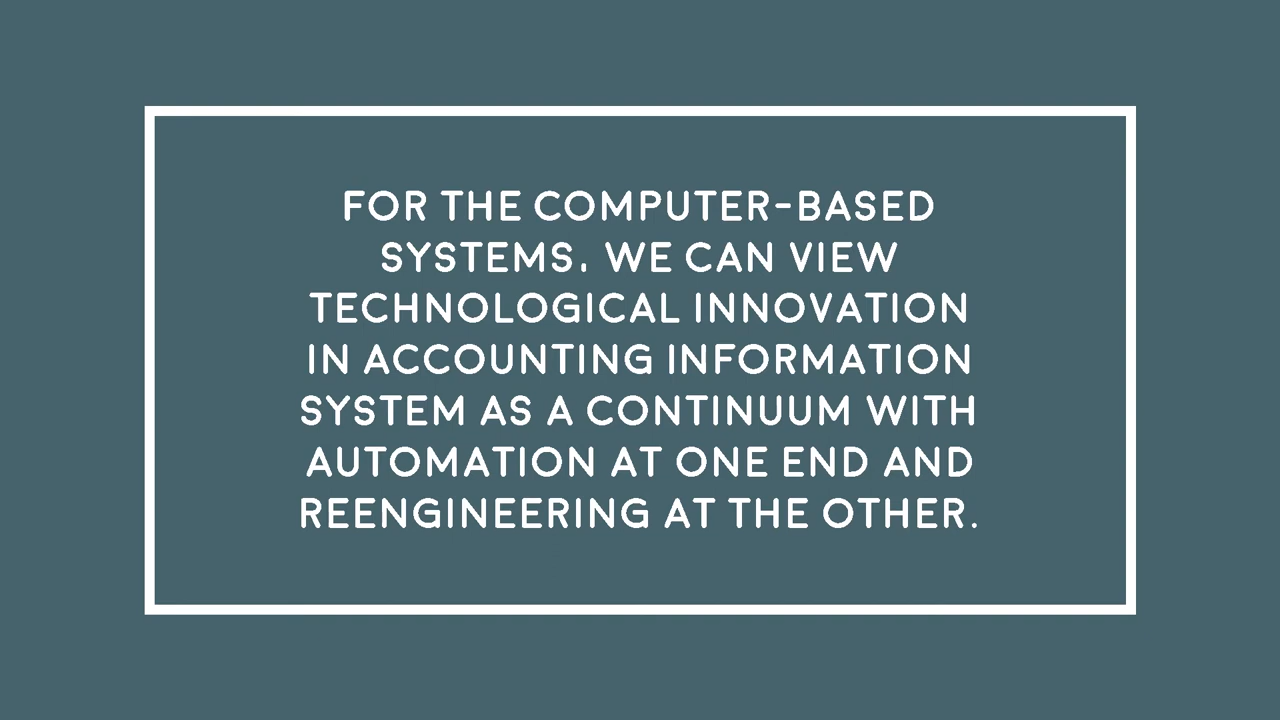 FOR THE COMPUTER-BASED
SYSTEMS. WE CAN VIEW
TECHNOLOGICAL INNOVATION
IN ACCOUNTING INFORMATION
SYSTEM AS A CONTINUUM WITH
AUTOMATION AT ONE END AND
REENGINEERING AT THE OTHER.